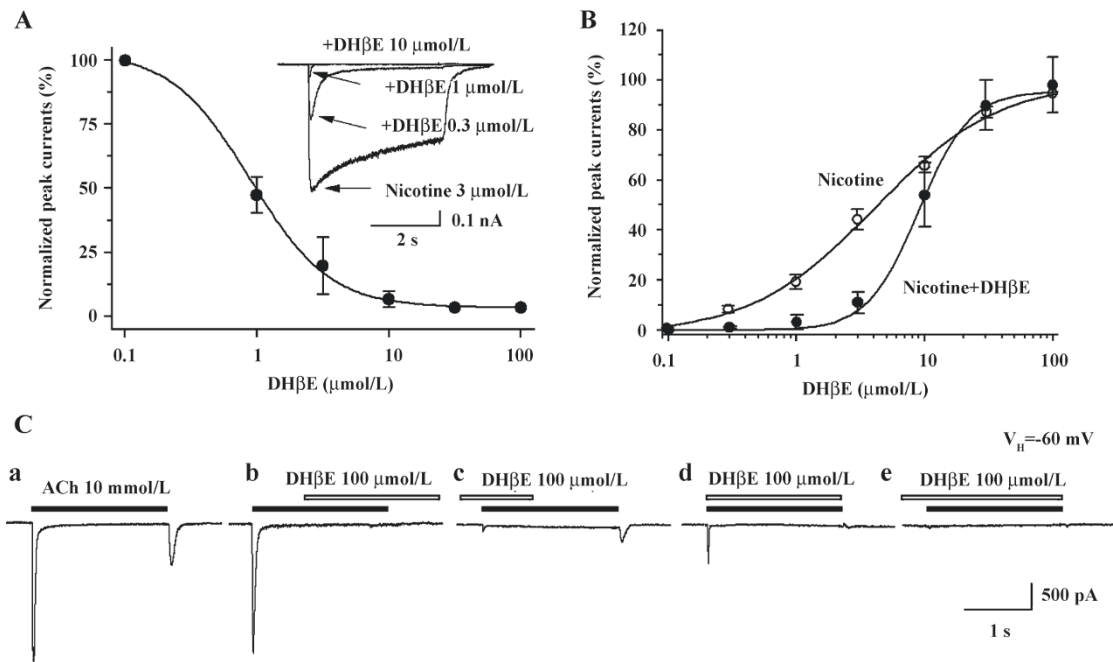 A
Normalized peak currents (%)
100
75
50
25
0
0.1 1 10 100
DHβE (μmol/L)
+DHβE 10 μmol/L
+DHβE 1 μmol/L
+DHβE 0.3 μmol/L
Nicotine 3 μmol/L
0.1 nA
2 s
B
Normalized peak currents (%)
120
100
80
60
40
20
0
0.1 1 10 100
DHβE (μmol/L)
Nicotine
Nicotine+DHβE
C
V_H=-60 mV
a
ACh 10 mmol/L
b
DHβE 100 μmol/L
c
DHβE 100 μmol/L
d
DHβE 100 μmol/L
e
DHβE 100 μmol/L
500 pA
1 s